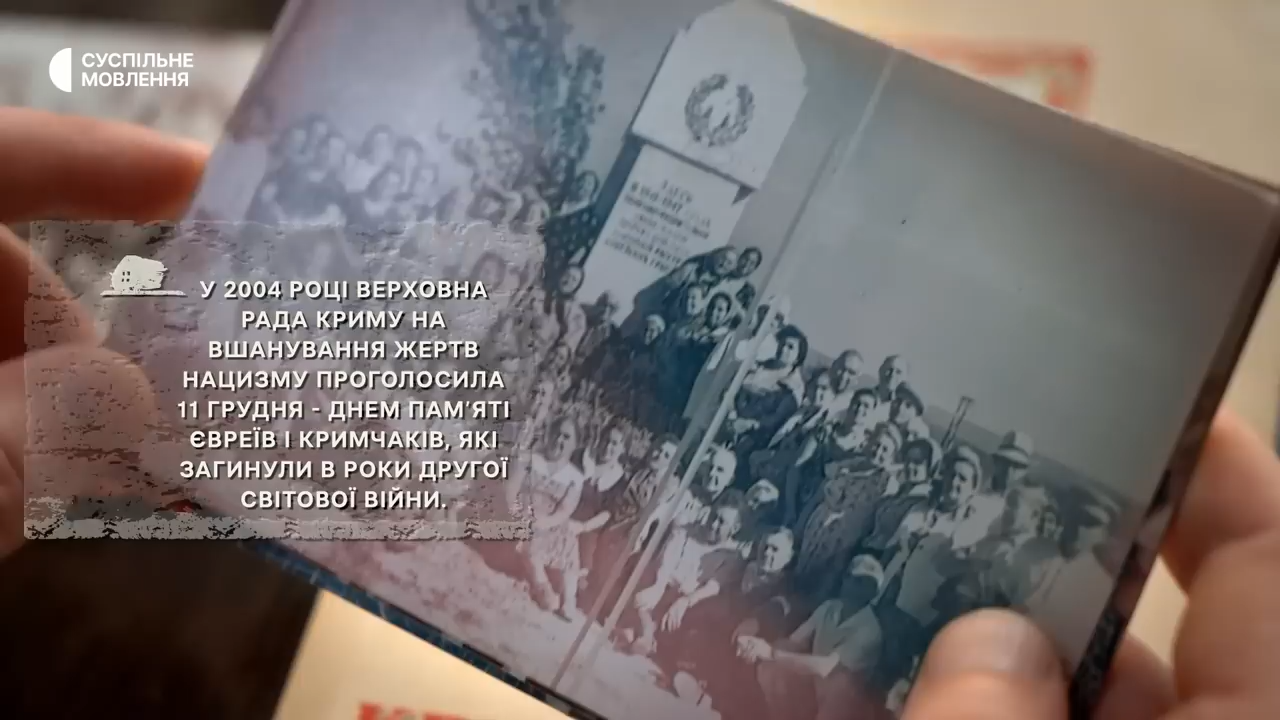 СУСПІЛЬНЕ
МОВЛЕННЯ
У 2004 РОЦІ ВЕРХОВНА
РАДА КРИМУ НА
ВШАНУВАННЯ ЖЕРТВ
НАЦИЗМУ ПРОГОЛОСИЛА
11 ГРУДНЯ - ДНЕМ ПАМ'ЯТІ
ЄВРЕЇВ І КРИМЧАКІВ, ЯКІ
ЗАГИНУЛИ В РОКИ ДРУГОЇ
СВІТОВОЇ ВІЙНИ.